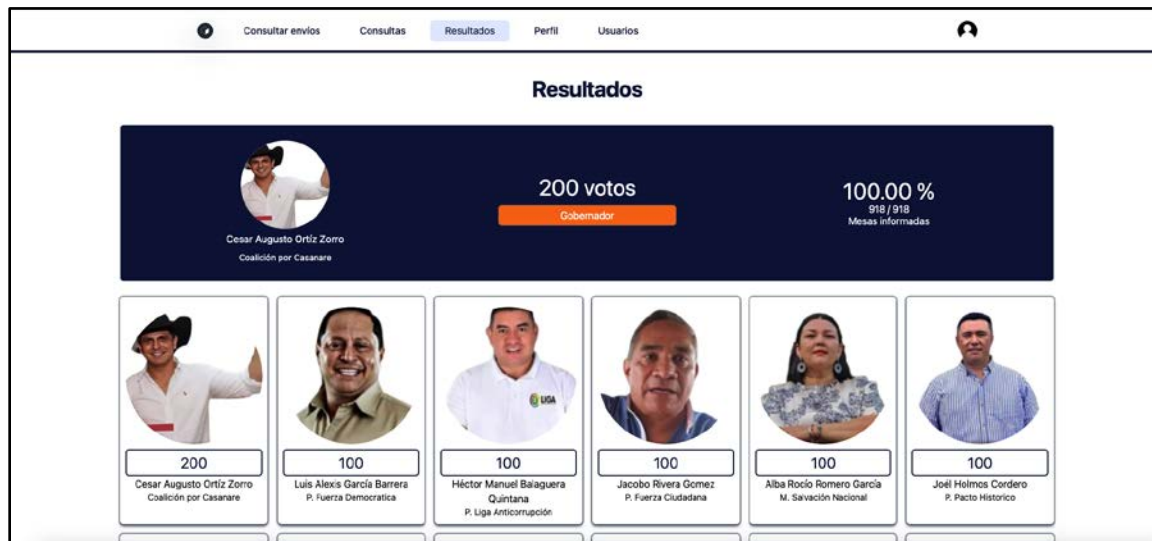 Consultar envíos Consultas Resultados Perfil Usuarios
Resultados
Cesar Augusto Ortíz Zorro
Coalición por Casanare
200 votos
Gobernador
100.00 %
918 / 918
Mesas informadas
200
Cesar Augusto Ortíz Zorro
Coalición por Casanare
100
Luis Alexis García Barrera
P. Fuerza Democratica
LIGA
100
Héctor Manuel Balaguera
Quintana
P. Liga Anticorrupción
100
Jacobo Rivera Gomez
P. Fuerza Ciudadana
100
Alba Rocío Romero García
M. Salvación Nacional
100
Joél Holmos Cordero
P. Pacto Historico